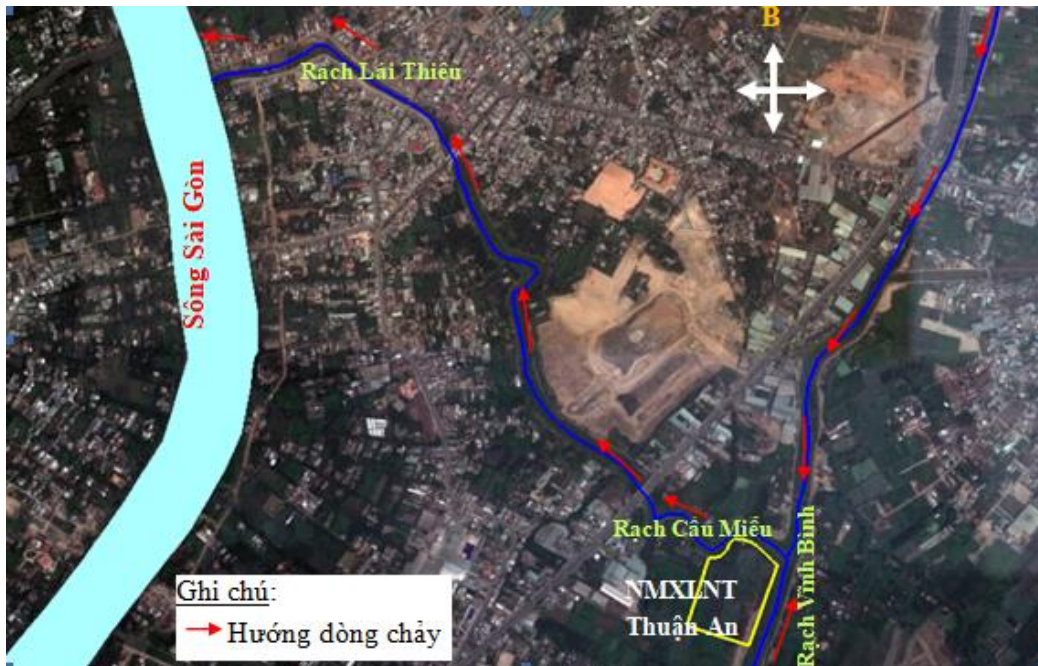 B
Rạch Lái Thiêu
Sông Sài Gòn
Rạch Cầu Miễu
NMXLNT
Thuận An
Rạch Vĩnh Bình
Ghi chú:
Hướng dòng chảy